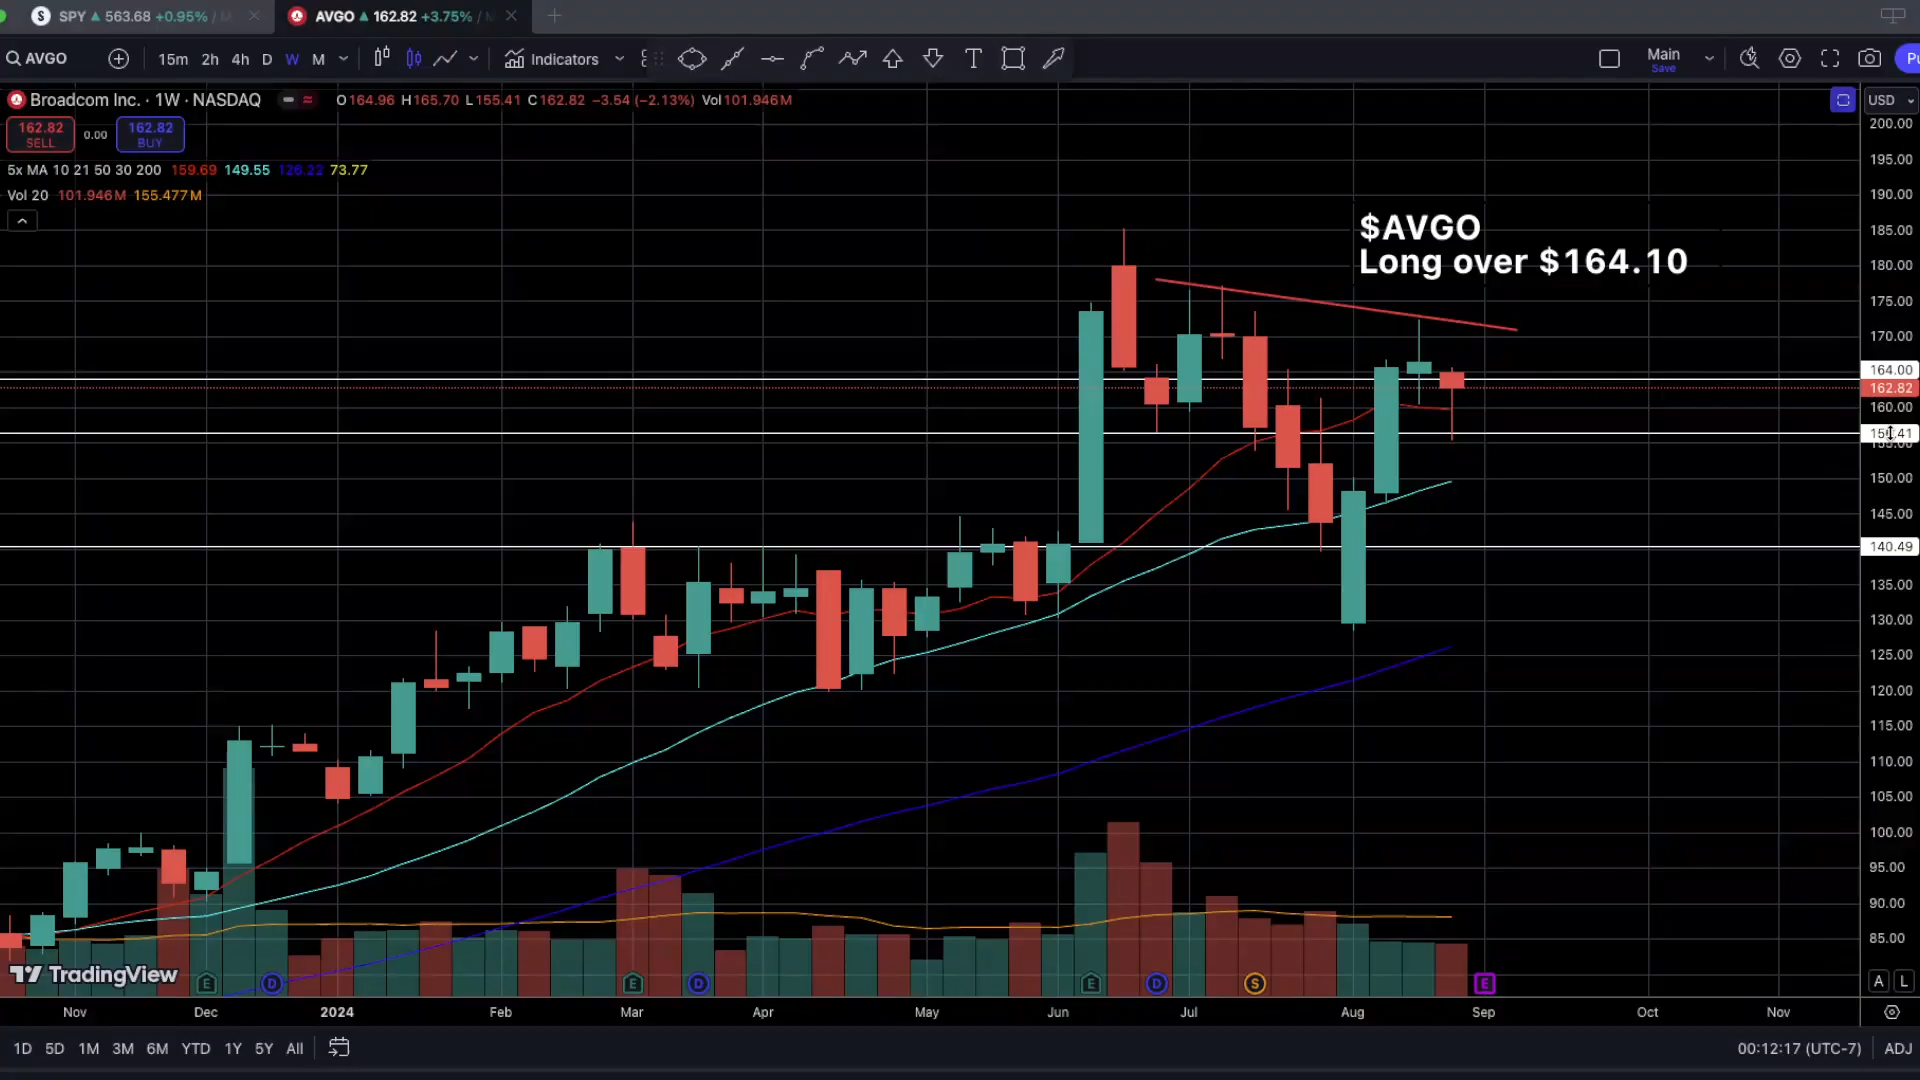 SPY ▲ 563.68 +0.95% /
AVGO ▲ 162.82 +3.75% /
AVGO
15m 2h 4h D W M
Indicators
Main
Save
Broadcom Inc. · 1W · NASDAQ
O164.96 H165.70 L155.41 C162.82 −3.54 (−2.13%) Vol101.946M
USD
162.82
SELL
0.00
162.82
BUY
5x MA 10 21 50 30 200 159.69 149.55 126.22 73.77
Vol 20 101.946M 155.477M
$AVGO
Long over $164.10
200.00
195.00
190.00
185.00
180.00
175.00
170.00
164.00
162.82
160.00
150.00
145.00
140.49
135.00
130.00
125.00
120.00
115.00
110.00
105.00
100.00
95.00
90.00
85.00
TradingView
E D E D E D S E
A L
Nov Dec 2024 Feb Mar Apr May Jun Jul Aug Sep Oct Nov
1D 5D 1M 3M 6M YTD 1Y 5Y All
00:12:17 (UTC-7) ADJ